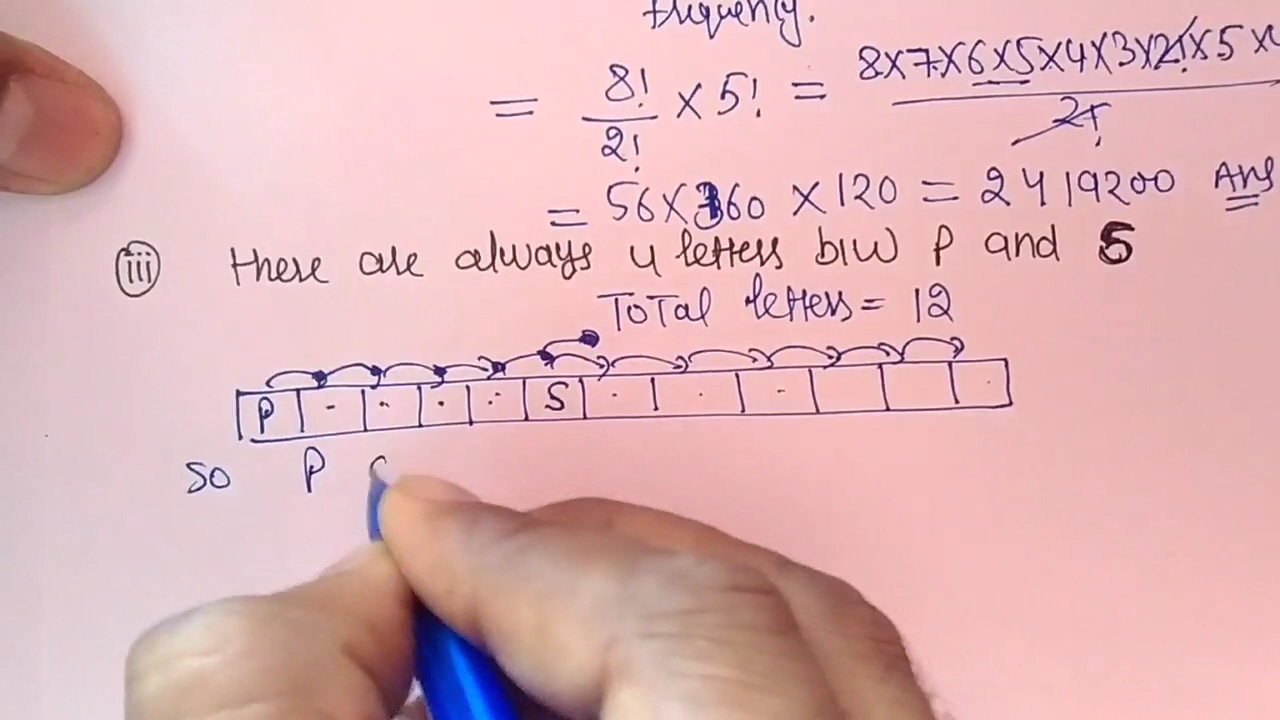 frequency.
= 8!/2! × 5! = 8×7×6×5×4×3×2!×5×4 / 2!
= 56×360 ×120 = 2419200 Ans
(iii) there are always 4 letters b/w P and S
Total letters = 12
P - . . . S . . - .
so P